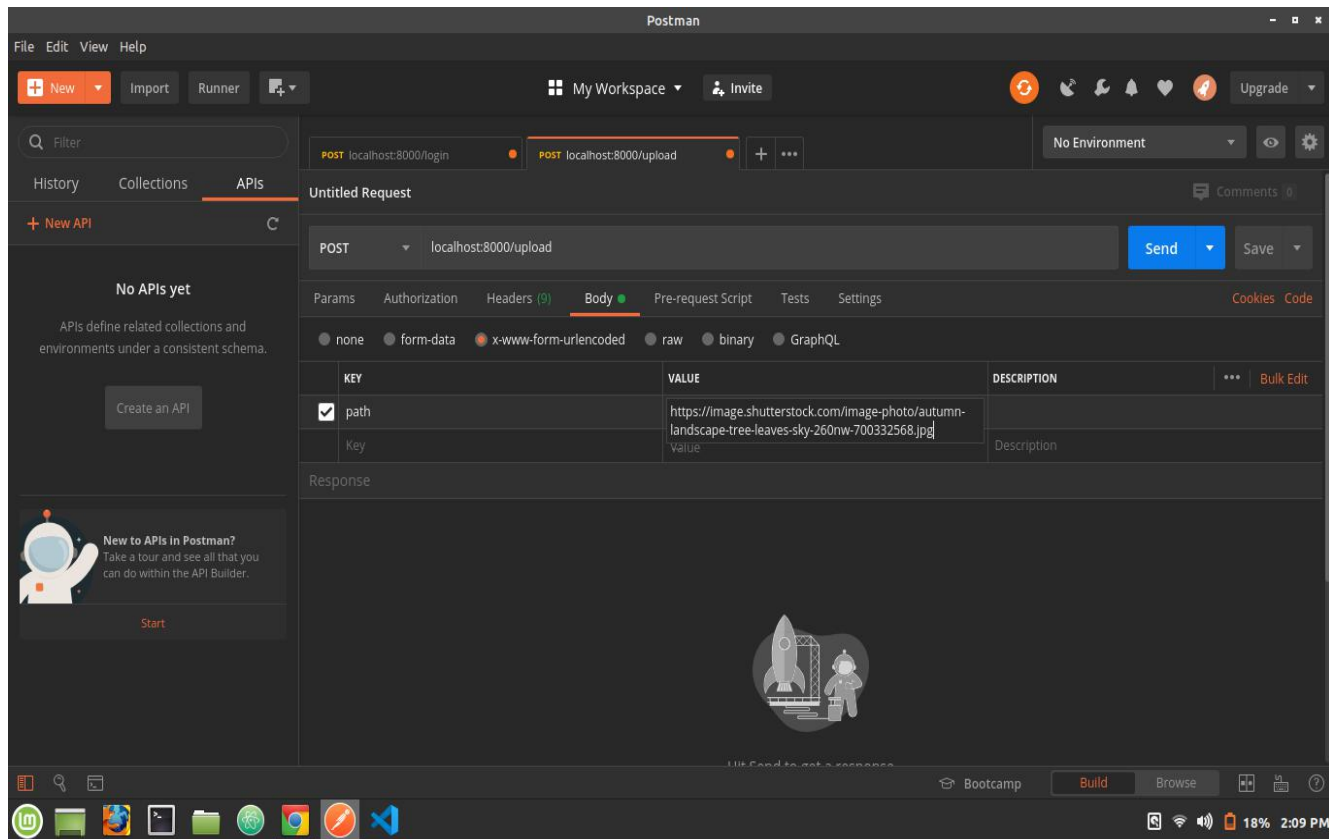 Postman
File Edit View Help
New Import Runner My Workspace Invite Upgrade
Filter
History Collections APIs
+ New API
No APIs yet
APIs define related collections and
environments under a consistent schema.
Create an API
New to APIs in Postman?
Take a tour and see all that you
can do within the API Builder.
Start
POST localhost:8000/login POST localhost:8000/upload + •••
No Environment
Untitled Request
Comments 0
POST localhost:8000/upload Send Save
Params Authorization Headers (9) Body Pre-request Script Tests Settings Cookies Code
none form-data x-www-form-urlencoded raw binary GraphQL
KEY VALUE DESCRIPTION ••• Bulk Edit
path https://image.shutterstock.com/image-photo/autumn-
landscape-tree-leaves-sky-260nw-700332568.jpg
Key Value Description
Response
Hit Send to get a response
Bootcamp Build Browse
18% 2:09 PM